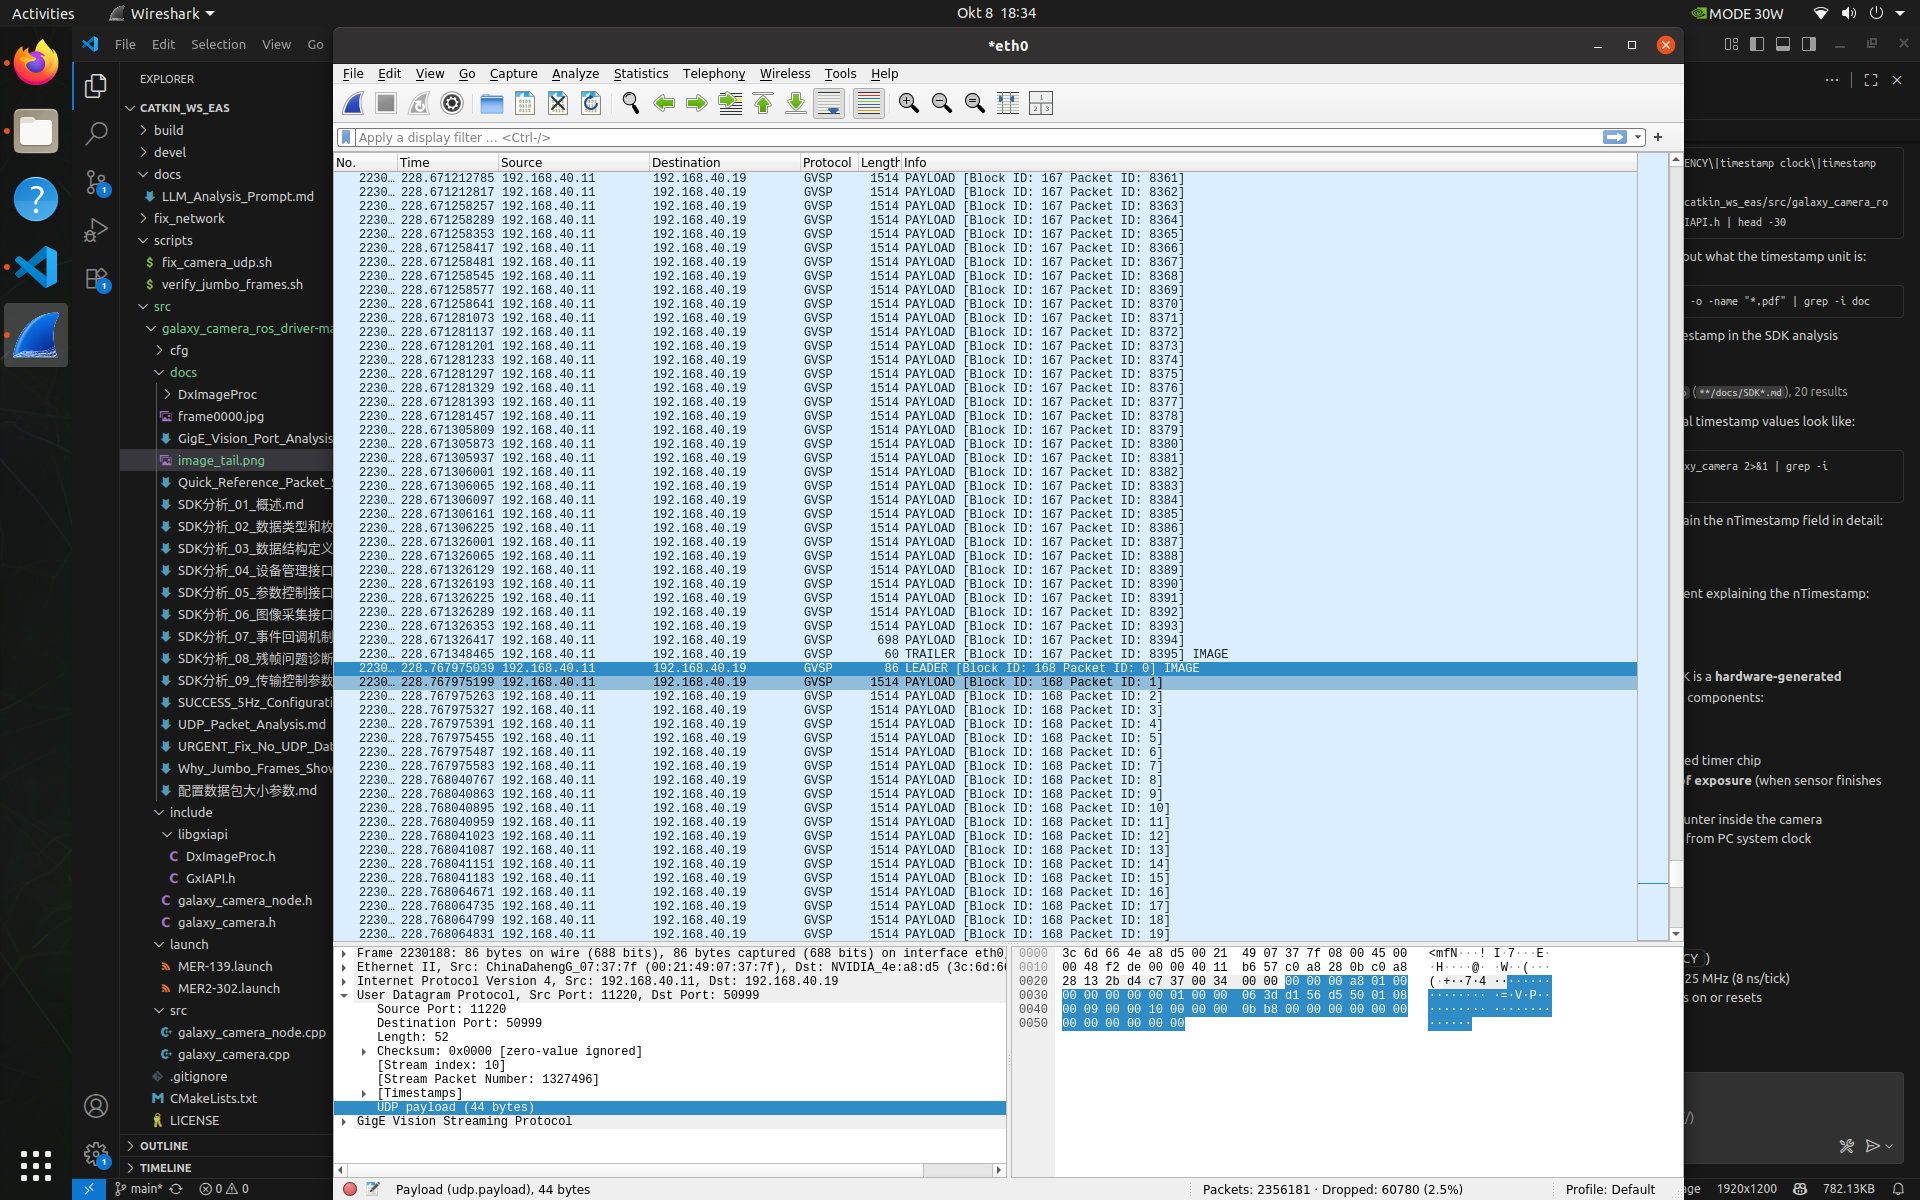 Activities
Wireshark
Okt 8 18:34
MODE 30W
File Edit Selection View Go
*eth0
EXPLORER
CATKIN_WS_EAS
build
devel
docs
LLM_Analysis_Prompt.md
fix_network
scripts
$ fix_camera_udp.sh
$ verify_jumbo_frames.sh
src
galaxy_camera_ros_driver-ma
cfg
docs
DxImageProc
frame0000.jpg
GigE_Vision_Port_Analysis
image_tail.png
Quick_Reference_Packet_
SDK分析_01_概述.md
SDK分析_02_数据类型和枚
SDK分析_03_数据结构定义
SDK分析_04_设备管理接口
SDK分析_05_参数控制接口
SDK分析_06_图像采集接口
SDK分析_07_事件回调机制
SDK分析_08_残帧问题诊断
SDK分析_09_传输控制参数
SUCCESS_5Hz_Configurati
UDP_Packet_Analysis.md
URGENT_Fix_No_UDP_Dat
Why_Jumbo_Frames_Show
配置数据包大小参数.md
include
libgxiapi
C DxImageProc.h
C GxIAPI.h
C galaxy_camera_node.h
C galaxy_camera.h
launch
MER-139.launch
MER2-302.launch
src
galaxy_camera_node.cpp
galaxy_camera.cpp
.gitignore
M CMakeLists.txt
LICENSE
OUTLINE
TIMELINE
main* 0 0
File Edit View Go Capture Analyze Statistics Telephony Wireless Tools Help
Apply a display filter … <Ctrl-/>
No. Time Source Destination Protocol Length Info
2230… 228.671212785 192.168.40.11 192.168.40.19 GVSP 1514 PAYLOAD [Block ID: 167 Packet ID: 8361]
2230… 228.671212817 192.168.40.11 192.168.40.19 GVSP 1514 PAYLOAD [Block ID: 167 Packet ID: 8362]
2230… 228.671258257 192.168.40.11 192.168.40.19 GVSP 1514 PAYLOAD [Block ID: 167 Packet ID: 8363]
2230… 228.671258289 192.168.40.11 192.168.40.19 GVSP 1514 PAYLOAD [Block ID: 167 Packet ID: 8364]
2230… 228.671258353 192.168.40.11 192.168.40.19 GVSP 1514 PAYLOAD [Block ID: 167 Packet ID: 8365]
2230… 228.671258417 192.168.40.11 192.168.40.19 GVSP 1514 PAYLOAD [Block ID: 167 Packet ID: 8366]
2230… 228.671258481 192.168.40.11 192.168.40.19 GVSP 1514 PAYLOAD [Block ID: 167 Packet ID: 8367]
2230… 228.671258545 192.168.40.11 192.168.40.19 GVSP 1514 PAYLOAD [Block ID: 167 Packet ID: 8368]
2230… 228.671258577 192.168.40.11 192.168.40.19 GVSP 1514 PAYLOAD [Block ID: 167 Packet ID: 8369]
2230… 228.671258641 192.168.40.11 192.168.40.19 GVSP 1514 PAYLOAD [Block ID: 167 Packet ID: 8370]
2230… 228.671281073 192.168.40.11 192.168.40.19 GVSP 1514 PAYLOAD [Block ID: 167 Packet ID: 8371]
2230… 228.671281137 192.168.40.11 192.168.40.19 GVSP 1514 PAYLOAD [Block ID: 167 Packet ID: 8372]
2230… 228.671281201 192.168.40.11 192.168.40.19 GVSP 1514 PAYLOAD [Block ID: 167 Packet ID: 8373]
2230… 228.671281233 192.168.40.11 192.168.40.19 GVSP 1514 PAYLOAD [Block ID: 167 Packet ID: 8374]
2230… 228.671281297 192.168.40.11 192.168.40.19 GVSP 1514 PAYLOAD [Block ID: 167 Packet ID: 8375]
2230… 228.671281329 192.168.40.11 192.168.40.19 GVSP 1514 PAYLOAD [Block ID: 167 Packet ID: 8376]
2230… 228.671281393 192.168.40.11 192.168.40.19 GVSP 1514 PAYLOAD [Block ID: 167 Packet ID: 8377]
2230… 228.671281457 192.168.40.11 192.168.40.19 GVSP 1514 PAYLOAD [Block ID: 167 Packet ID: 8378]
2230… 228.671305809 192.168.40.11 192.168.40.19 GVSP 1514 PAYLOAD [Block ID: 167 Packet ID: 8379]
2230… 228.671305873 192.168.40.11 192.168.40.19 GVSP 1514 PAYLOAD [Block ID: 167 Packet ID: 8380]
2230… 228.671305937 192.168.40.11 192.168.40.19 GVSP 1514 PAYLOAD [Block ID: 167 Packet ID: 8381]
2230… 228.671306001 192.168.40.11 192.168.40.19 GVSP 1514 PAYLOAD [Block ID: 167 Packet ID: 8382]
2230… 228.671306065 192.168.40.11 192.168.40.19 GVSP 1514 PAYLOAD [Block ID: 167 Packet ID: 8383]
2230… 228.671306097 192.168.40.11 192.168.40.19 GVSP 1514 PAYLOAD [Block ID: 167 Packet ID: 8384]
2230… 228.671306161 192.168.40.11 192.168.40.19 GVSP 1514 PAYLOAD [Block ID: 167 Packet ID: 8385]
2230… 228.671306225 192.168.40.11 192.168.40.19 GVSP 1514 PAYLOAD [Block ID: 167 Packet ID: 8386]
2230… 228.671326001 192.168.40.11 192.168.40.19 GVSP 1514 PAYLOAD [Block ID: 167 Packet ID: 8387]
2230… 228.671326065 192.168.40.11 192.168.40.19 GVSP 1514 PAYLOAD [Block ID: 167 Packet ID: 8388]
2230… 228.671326129 192.168.40.11 192.168.40.19 GVSP 1514 PAYLOAD [Block ID: 167 Packet ID: 8389]
2230… 228.671326193 192.168.40.11 192.168.40.19 GVSP 1514 PAYLOAD [Block ID: 167 Packet ID: 8390]
2230… 228.671326225 192.168.40.11 192.168.40.19 GVSP 1514 PAYLOAD [Block ID: 167 Packet ID: 8391]
2230… 228.671326289 192.168.40.11 192.168.40.19 GVSP 1514 PAYLOAD [Block ID: 167 Packet ID: 8392]
2230… 228.671326353 192.168.40.11 192.168.40.19 GVSP 1514 PAYLOAD [Block ID: 167 Packet ID: 8393]
2230… 228.671326417 192.168.40.11 192.168.40.19 GVSP 698 PAYLOAD [Block ID: 167 Packet ID: 8394]
2230… 228.671348465 192.168.40.11 192.168.40.19 GVSP 60 TRAILER [Block ID: 167 Packet ID: 8395] IMAGE
2230… 228.767975039 192.168.40.11 192.168.40.19 GVSP 86 LEADER [Block ID: 168 Packet ID: 0] IMAGE
2230… 228.767975199 192.168.40.11 192.168.40.19 GVSP 1514 PAYLOAD [Block ID: 168 Packet ID: 1]
2230… 228.767975263 192.168.40.11 192.168.40.19 GVSP 1514 PAYLOAD [Block ID: 168 Packet ID: 2]
2230… 228.767975327 192.168.40.11 192.168.40.19 GVSP 1514 PAYLOAD [Block ID: 168 Packet ID: 3]
2230… 228.767975391 192.168.40.11 192.168.40.19 GVSP 1514 PAYLOAD [Block ID: 168 Packet ID: 4]
2230… 228.767975455 192.168.40.11 192.168.40.19 GVSP 1514 PAYLOAD [Block ID: 168 Packet ID: 5]
2230… 228.767975487 192.168.40.11 192.168.40.19 GVSP 1514 PAYLOAD [Block ID: 168 Packet ID: 6]
2230… 228.767975583 192.168.40.11 192.168.40.19 GVSP 1514 PAYLOAD [Block ID: 168 Packet ID: 7]
2230… 228.768040767 192.168.40.11 192.168.40.19 GVSP 1514 PAYLOAD [Block ID: 168 Packet ID: 8]
2230… 228.768040863 192.168.40.11 192.168.40.19 GVSP 1514 PAYLOAD [Block ID: 168 Packet ID: 9]
2230… 228.768040895 192.168.40.11 192.168.40.19 GVSP 1514 PAYLOAD [Block ID: 168 Packet ID: 10]
2230… 228.768040959 192.168.40.11 192.168.40.19 GVSP 1514 PAYLOAD [Block ID: 168 Packet ID: 11]
2230… 228.768041023 192.168.40.11 192.168.40.19 GVSP 1514 PAYLOAD [Block ID: 168 Packet ID: 12]
2230… 228.768041087 192.168.40.11 192.168.40.19 GVSP 1514 PAYLOAD [Block ID: 168 Packet ID: 13]
2230… 228.768041151 192.168.40.11 192.168.40.19 GVSP 1514 PAYLOAD [Block ID: 168 Packet ID: 14]
2230… 228.768041183 192.168.40.11 192.168.40.19 GVSP 1514 PAYLOAD [Block ID: 168 Packet ID: 15]
2230… 228.768064671 192.168.40.11 192.168.40.19 GVSP 1514 PAYLOAD [Block ID: 168 Packet ID: 16]
2230… 228.768064735 192.168.40.11 192.168.40.19 GVSP 1514 PAYLOAD [Block ID: 168 Packet ID: 17]
2230… 228.768064799 192.168.40.11 192.168.40.19 GVSP 1514 PAYLOAD [Block ID: 168 Packet ID: 18]
2230… 228.768064831 192.168.40.11 192.168.40.19 GVSP 1514 PAYLOAD [Block ID: 168 Packet ID: 19]
Frame 2230188: 86 bytes on wire (688 bits), 86 bytes captured (688 bits) on interface eth0,
Ethernet II, Src: ChinaDahengG_07:37:7f (00:21:49:07:37:7f), Dst: NVIDIA_4e:a8:d5 (3c:6d:66
Internet Protocol Version 4, Src: 192.168.40.11, Dst: 192.168.40.19
User Datagram Protocol, Src Port: 11220, Dst Port: 50999
Source Port: 11220
Destination Port: 50999
Length: 52
Checksum: 0x0000 [zero-value ignored]
[Stream index: 10]
[Stream Packet Number: 1327496]
[Timestamps]
UDP payload (44 bytes)
GigE Vision Streaming Protocol
0000 3c 6d 66 4e a8 d5 00 21 49 07 37 7f 08 00 45 00 <mfN···! I·7···E·
0010 00 48 f2 de 00 00 40 11 b6 57 c0 a8 28 0b c0 a8 ·H····@· ·W··(···
0020 28 13 2b d4 c7 37 00 34 00 00 00 00 00 a8 01 00 (·+··7·4 ········
0030 00 00 00 00 00 01 00 00 06 3d d1 56 d5 50 01 08 ········ ·=·V·P··
0040 00 09 00 00 10 00 00 00 0b b8 00 00 00 00 00 00 ········ ········
0050 00 00 00 00 00 00 ······
Payload (udp.payload), 44 bytes
Packets: 2356181 · Dropped: 60780 (2.5%)
Profile: Default
ENCY\|timestamp clock\|timestamp
catkin_ws_eas/src/galaxy_camera_ro
IAPI.h | head -30
out what the timestamp unit is:
-o -name "*.pdf" | grep -i doc
estamp in the SDK analysis
(**/docs/SDK*.md), 20 results
al timestamp values look like:
xy_camera 2>&1 | grep -i
ain the nTimestamp field in detail:
ent explaining the nTimestamp:
K is a hardware-generated
components:
ed timer chip
of exposure (when sensor finishes
unter inside the camera
from PC system clock
CY )
25 MHz (8 ns/tick)
s on or resets
/)
age 1920x1200 782.13KB